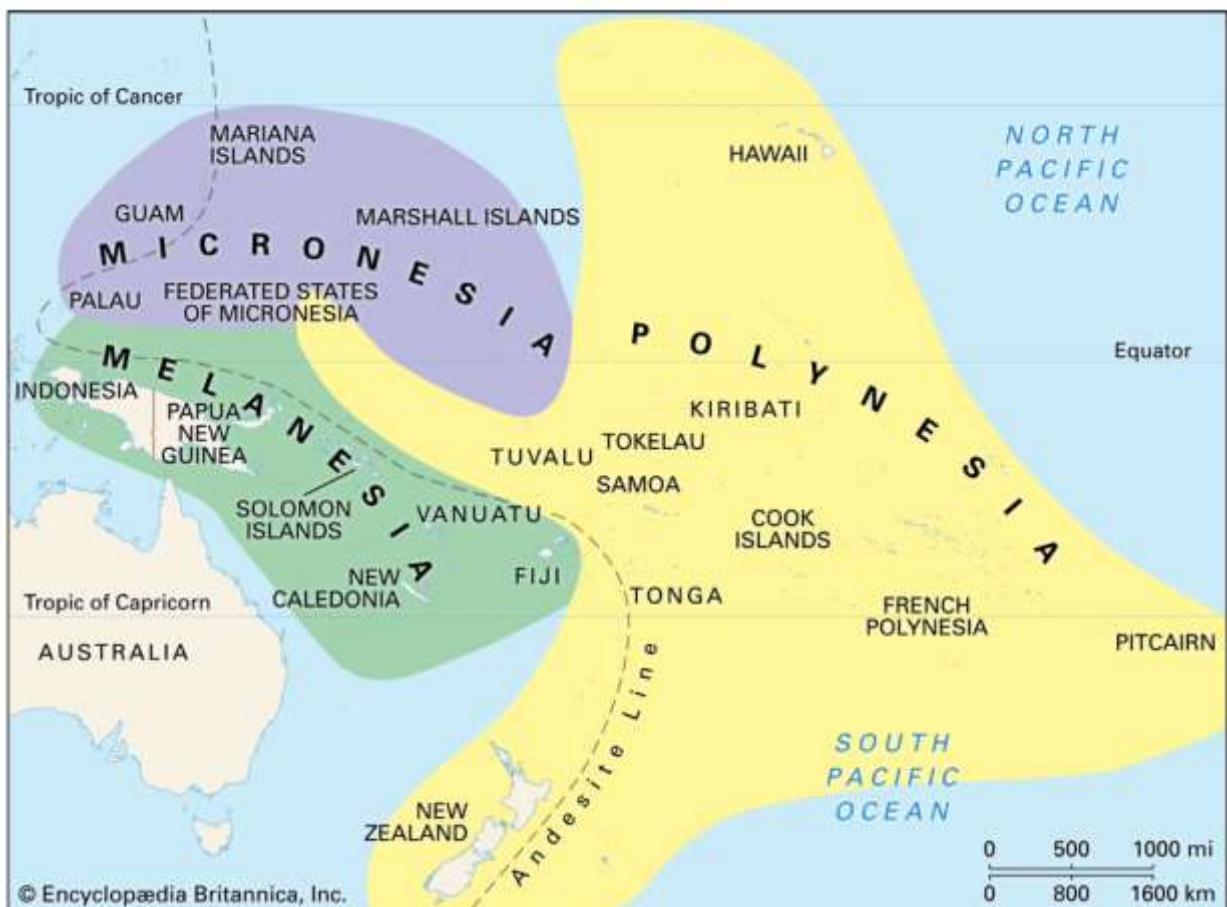 Tropic of Cancer
MARIANA
ISLANDS
HAWAII
NORTH
PACIFIC
OCEAN
GUAM
MARSHALL ISLANDS
MICRONESIA
PALAU
FEDERATED STATES
OF MICRONESIA
POLYNESIA
Equator
MELANESIA
INDONESIA
PAPUA
NEW
GUINEA
KIRIBATI
TUVALU
TOKELAU
SAMOA
SOLOMON
ISLANDS
VANUATU
COOK
ISLANDS
NEW
CALEDONIA
FIJI
TONGA
Tropic of Capricorn
AUSTRALIA
FRENCH
POLYNESIA
PITCAIRN
Andesite Line
SOUTH
PACIFIC
OCEAN
NEW
ZEALAND
0 500 1000 mi
0 800 1600 km
© Encyclopædia Britannica, Inc.